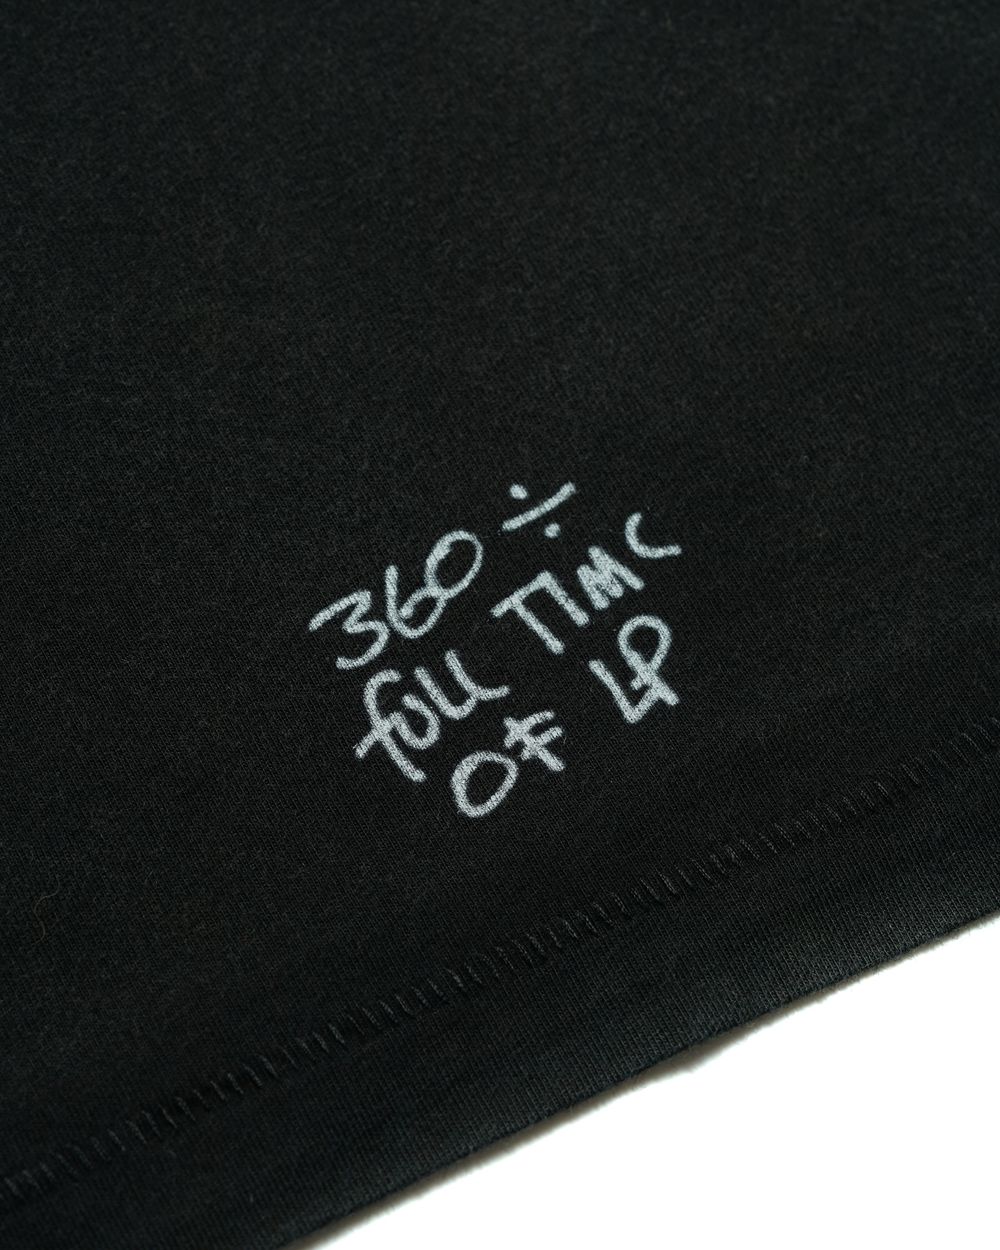 360 ÷
full TIMe
OF LP